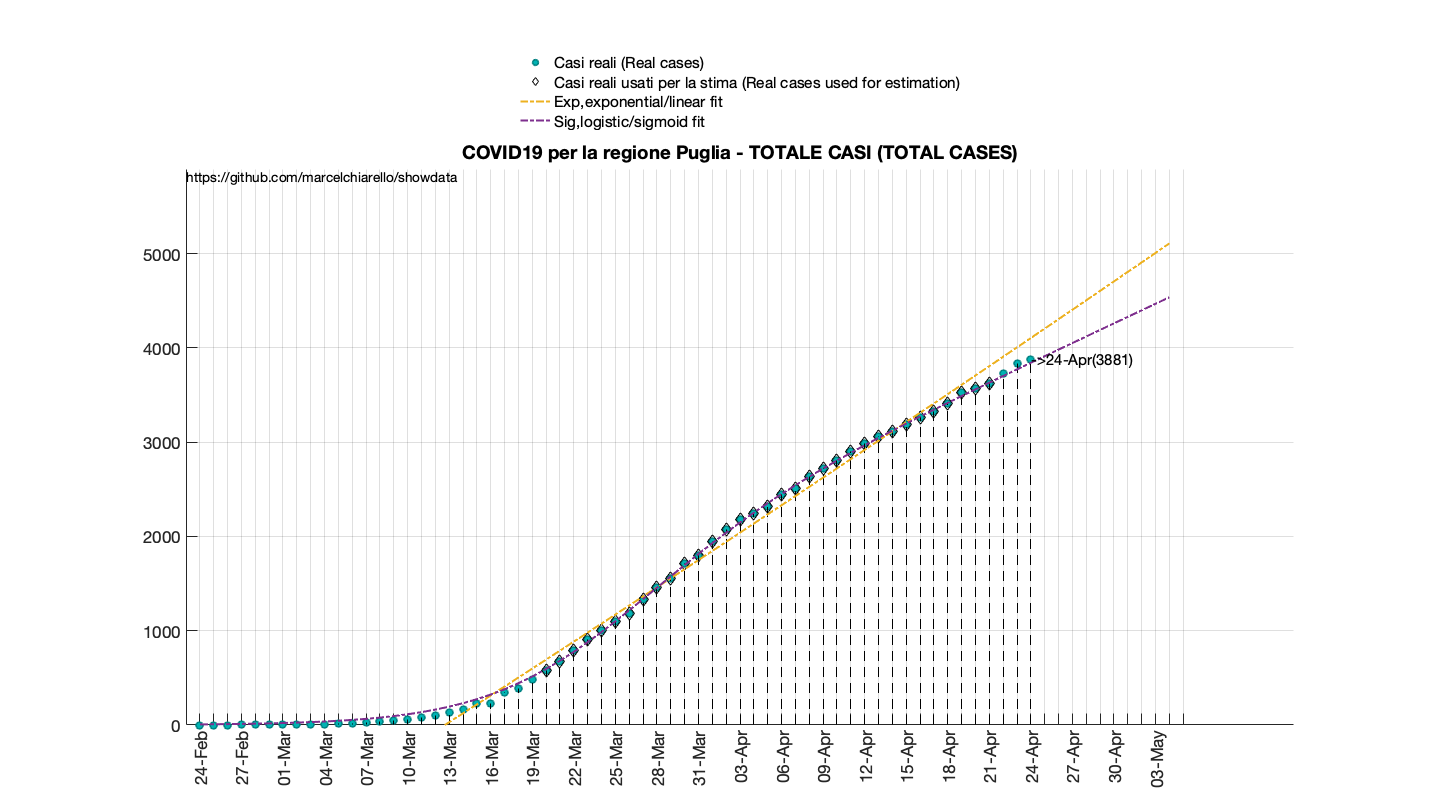 Casi reali (Real cases)
Casi reali usati per la stima (Real cases used for estimation)
Exp,exponential/linear fit
Sig,logistic/sigmoid fit
COVID19 per la regione Puglia - TOTALE CASI (TOTAL CASES)
https://github.com/marcelchiarello/showdata
5000
4000
->24-Apr(3881)
3000
2000
1000
0
24-Feb
27-Feb
01-Mar
04-Mar
07-Mar
10-Mar
13-Mar
16-Mar
19-Mar
22-Mar
25-Mar
28-Mar
31-Mar
03-Apr
06-Apr
09-Apr
12-Apr
15-Apr
18-Apr
21-Apr
24-Apr
27-Apr
30-Apr
03-May